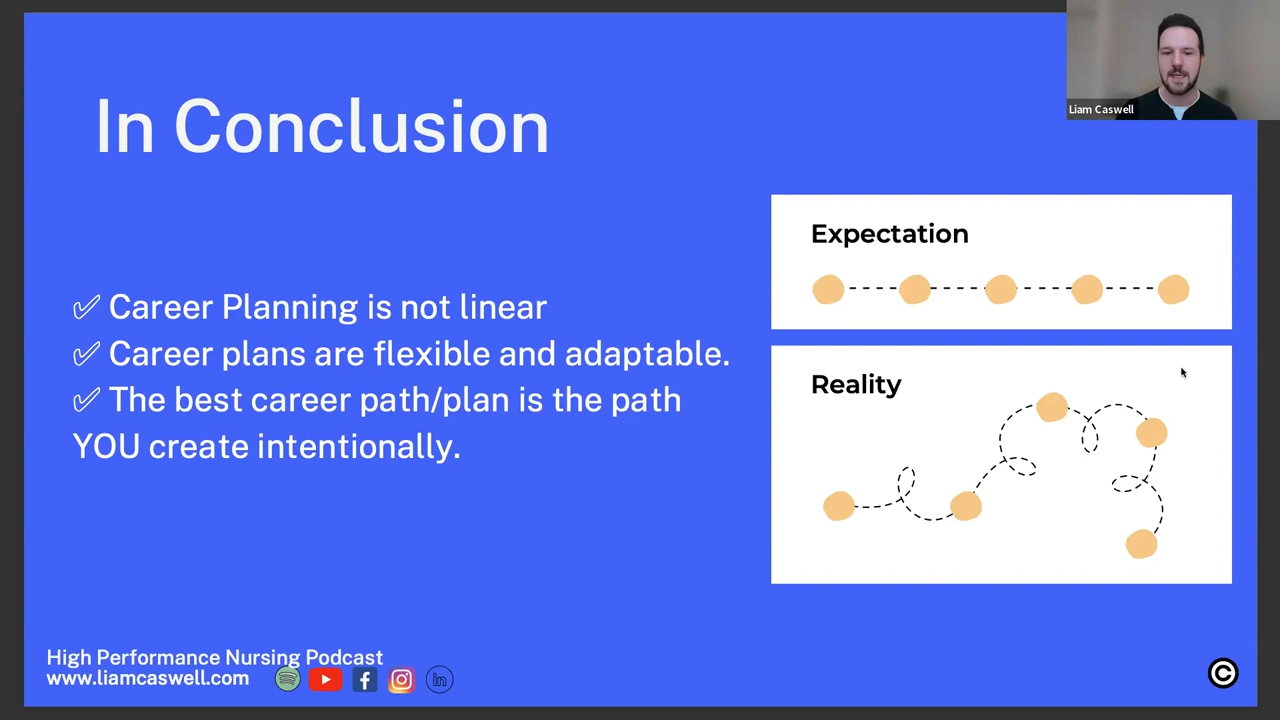 Liam Caswell
In Conclusion
✅ Career Planning is not linear
✅ Career plans are flexible and adaptable.
✅ The best career path/plan is the path
YOU create intentionally.
Expectation
Reality
High Performance Nursing Podcast
www.liamcaswell.com
in
©